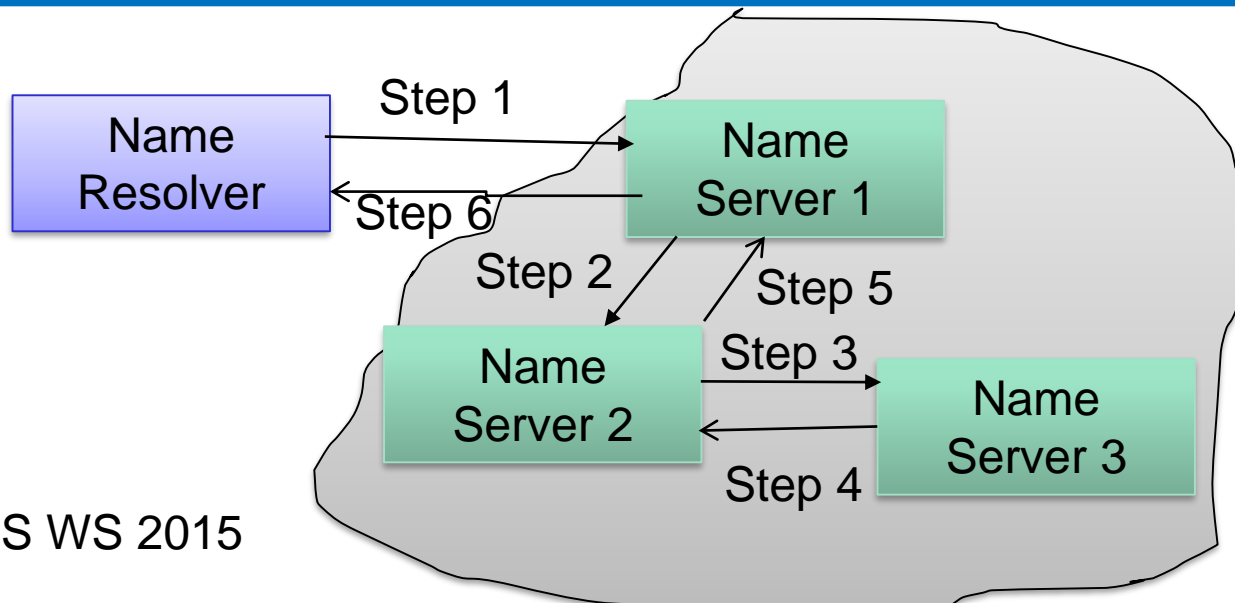 Step 1
Name
Resolver
Name
Server 1
Step 6
Step 2
Step 5
Name
Server 2
Step 3
Name
Server 3
Step 4
S WS 2015